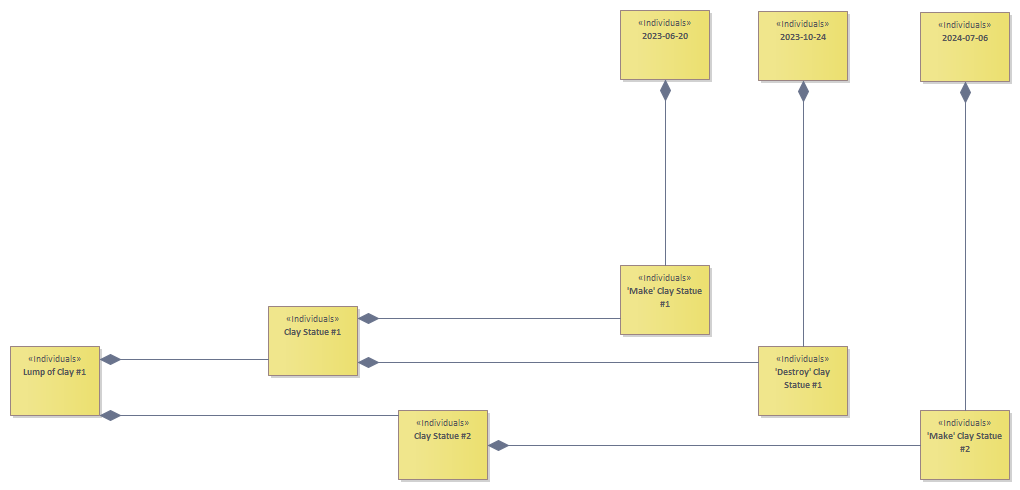 «Individuals»
2023-06-20
«Individuals»
2023-10-24
«Individuals»
2024-07-06
«Individuals»
'Make' Clay Statue
#1
«Individuals»
Clay Statue #1
«Individuals»
Lump of Clay #1
«Individuals»
'Destroy' Clay
Statue #1
«Individuals»
Clay Statue #2
«Individuals»
'Make' Clay Statue
#2